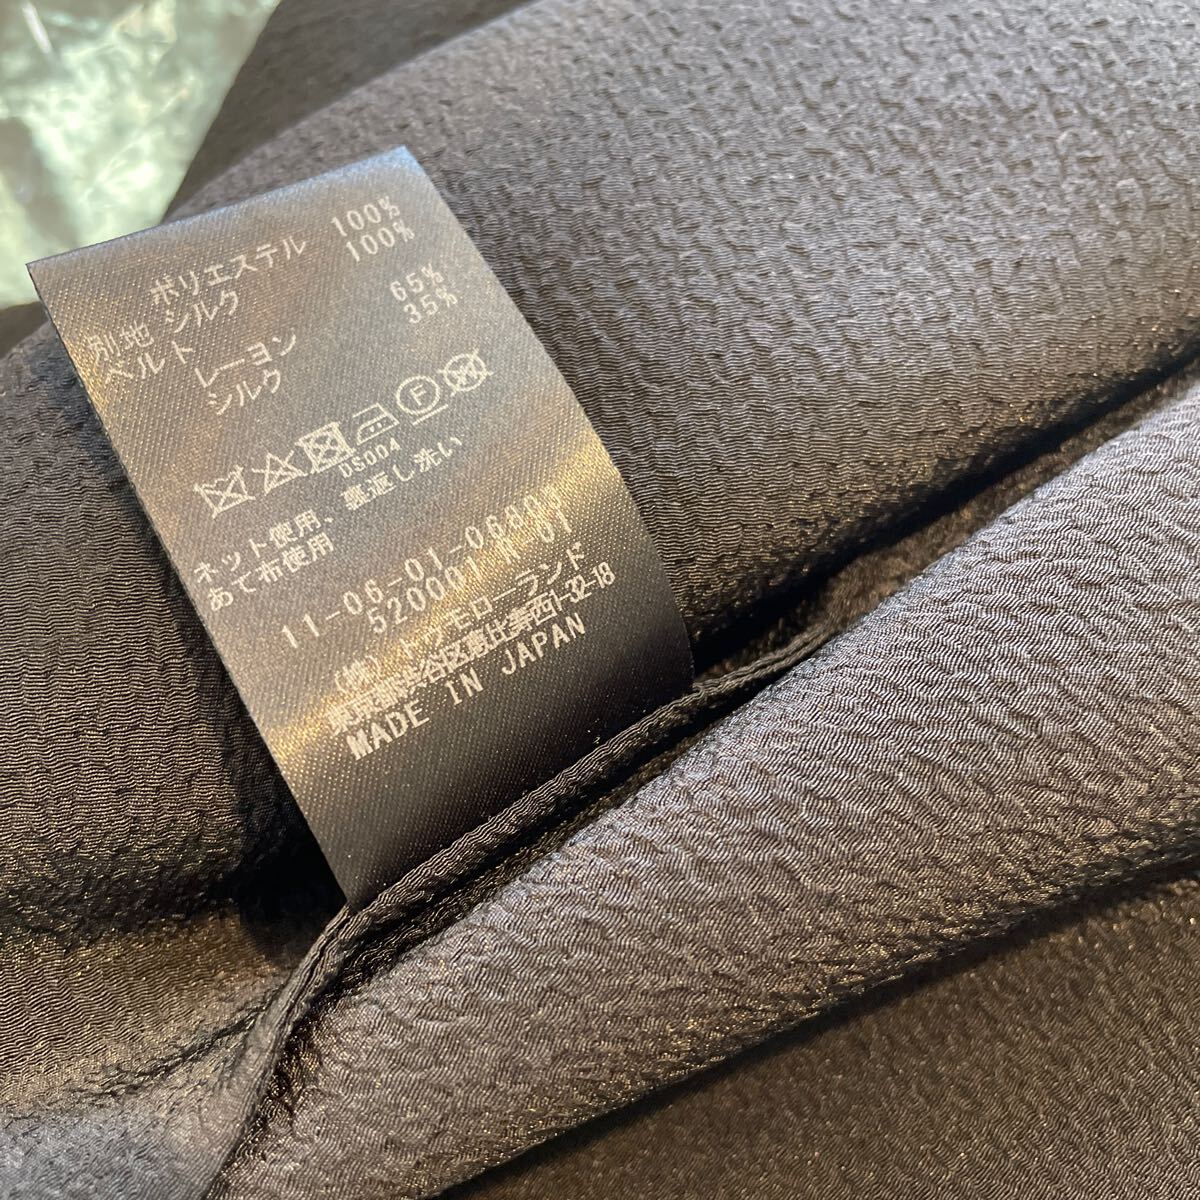 ポリエステル 100%
別地 シルク 100%
ベルト
レーヨン 65%
シルク 35%
F
W
DS004
ネット使用、裏返し洗い
あて布使用
11-06-01-06801
520001 R 01
(株)トゥモローランド
東京都渋谷区恵比寿西1-32-18
MADE IN JAPAN